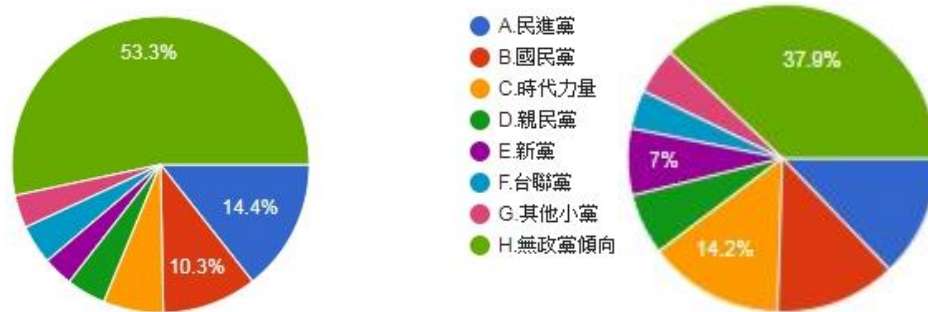 53.3%
14.4%
10.3%
A.民進黨
B.國民黨
C.時代力量
D.親民黨
E.新黨
F.台聯黨
G.其他小黨
H.無政黨傾向
37.9%
7%
14.2%